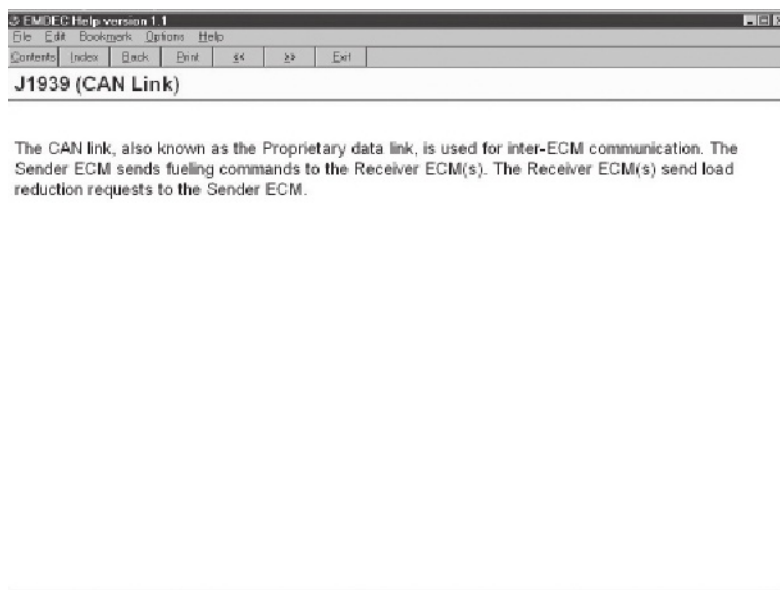 EMDEC Help version 1.1
File Edit Bookmark Options Help
Contents Index Back Print << >> Exit
J1939 (CAN Link)
The CAN link, also known as the Proprietary data link, is used for inter-ECM communication. The
Sender ECM sends fueling commands to the Receiver ECM(s). The Receiver ECM(s) send load
reduction requests to the Sender ECM.